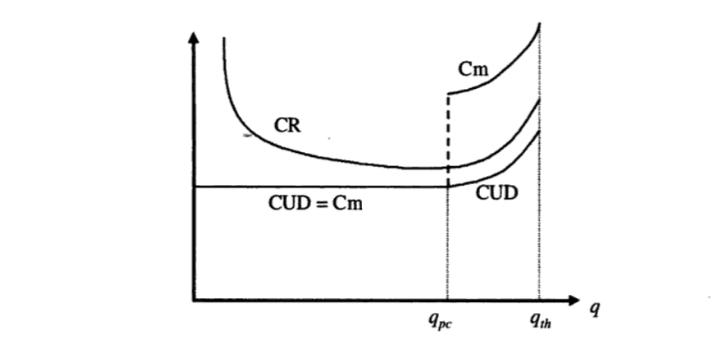 Cm
CR
CUD
CUD = Cm
q
q_pc
q_th